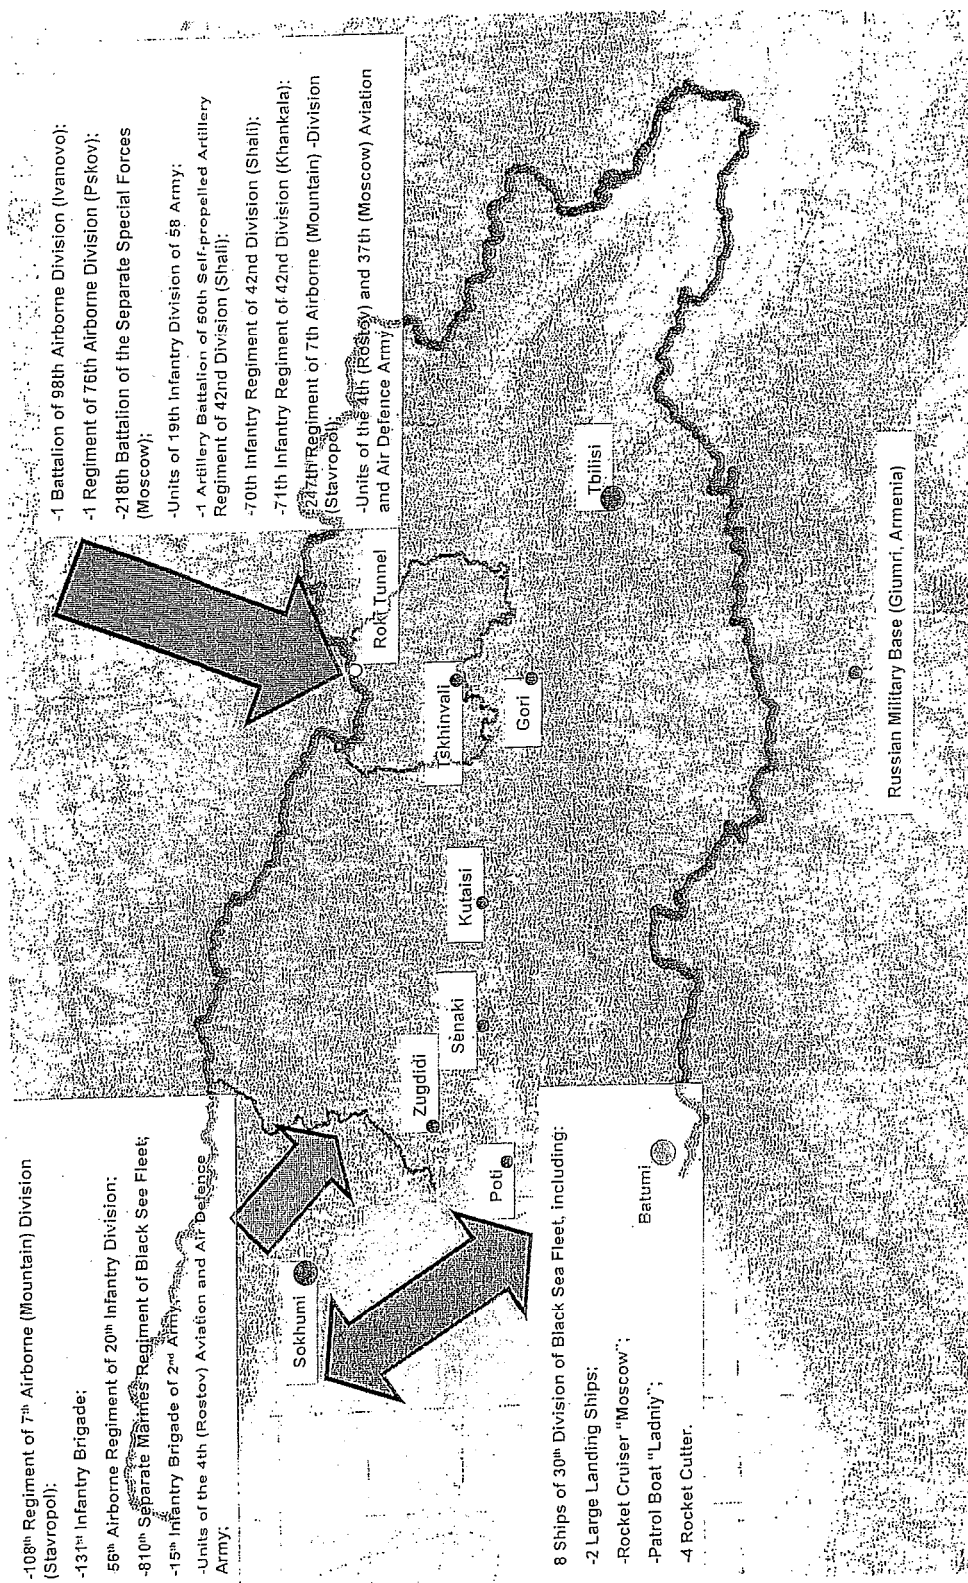 -108th Regiment of 7th Airborne (Mountain) Division
(Stavropol);
-131st Infantry Brigade;
56th Airborne Regiment of 20th Infantry Division;
-810th Separate Marines Regiment of Black See Fleet;
-15th Infantry Brigade of 2nd Army;
-Units of the 4th (Rostov) Aviation and Air Defence
Army;
-1 Battalion of 98th Airborne Division (Ivanovo);
-1 Regiment of 76th Airborne Division (Pskov);
-218th Battalion of the Separate Special Forces
(Moscow);
-Units of 19th Infantry Division of 58 Army;
-1 Artillery Battalion of 50th Self-propelled Artillery
Regiment of 42nd Division (Shali);
-70th Infantry Regiment of 42nd Division (Shali);
-71th Infantry Regiment of 42nd Division (Khankala);
-247th Regiment of 7th Airborne (Mountain) -Division
(Stavropoli);
-Units of the 4th (Rostov) and 37th (Moscow) Aviation
and Air Defence Army
Roki Tunnel
Sokhumi
Zugdidi
Senaki
Kutaisi
Tskhinvali
Gori
Tbilisi
Poti
Batumi
8 Ships of 30th Division of Black Sea Fleet, including:
-2 Large Landing Ships;
-Rocket Cruiser "Moscow";
-Patrol Boat "Ladniy";
-4 Rocket Cutter.
Russian Military Base (Giumri, Armenia)